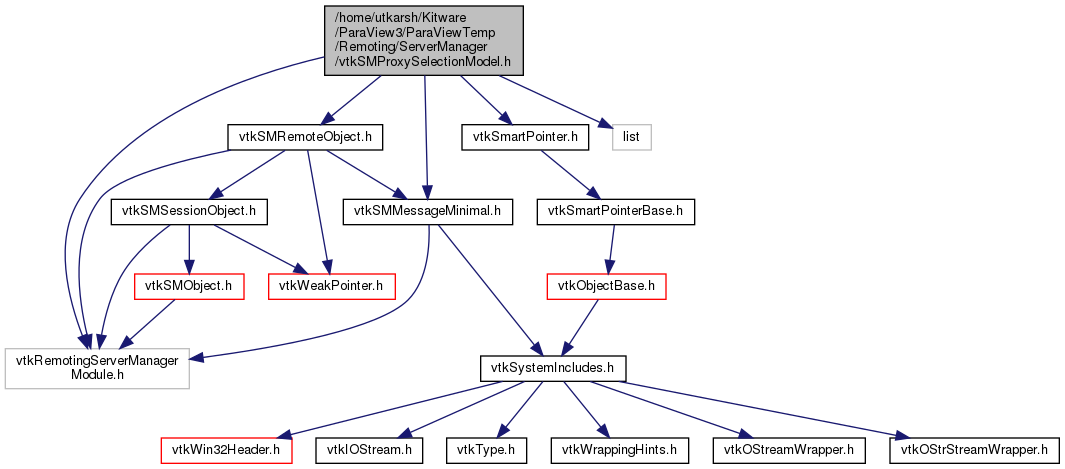 /home/utkarsh/Kitware
/ParaView3/ParaViewTemp
/Remoting/ServerManager
/vtkSMProxySelectionModel.h
vtkSMRemoteObject.h
vtkSmartPointer.h
list
vtkSMSessionObject.h
vtkSMMessageMinimal.h
vtkSmartPointerBase.h
vtkSMObject.h
vtkWeakPointer.h
vtkObjectBase.h
vtkRemotingServerManager
Module.h
vtkSystemIncludes.h
vtkWin32Header.h
vtkIOStream.h
vtkType.h
vtkWrappingHints.h
vtkOStreamWrapper.h
vtkOStrStreamWrapper.h